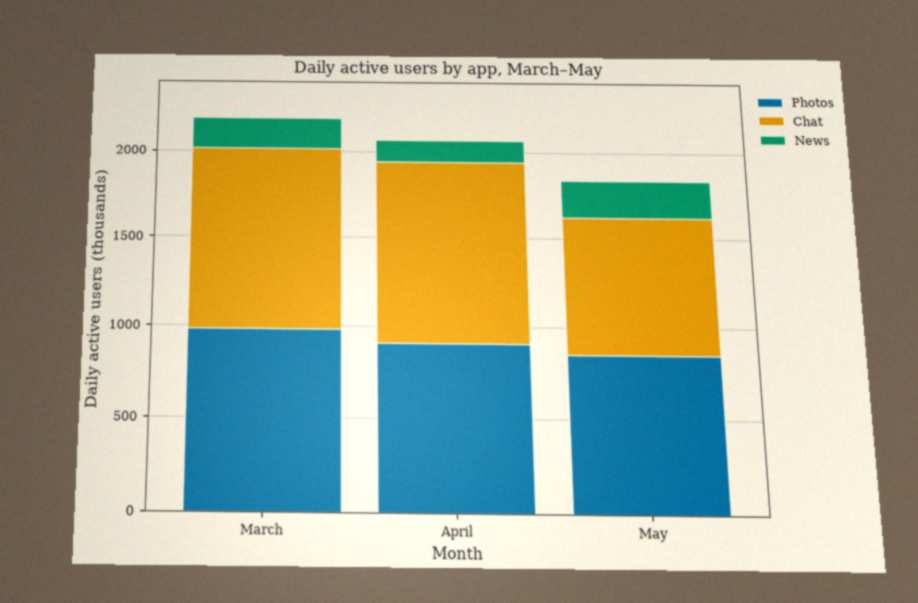 Daily active users by app, March–May
Photos
Chat
News
2000
1500
1000
500
0
Daily active users (thousands)
March
April
May
Month